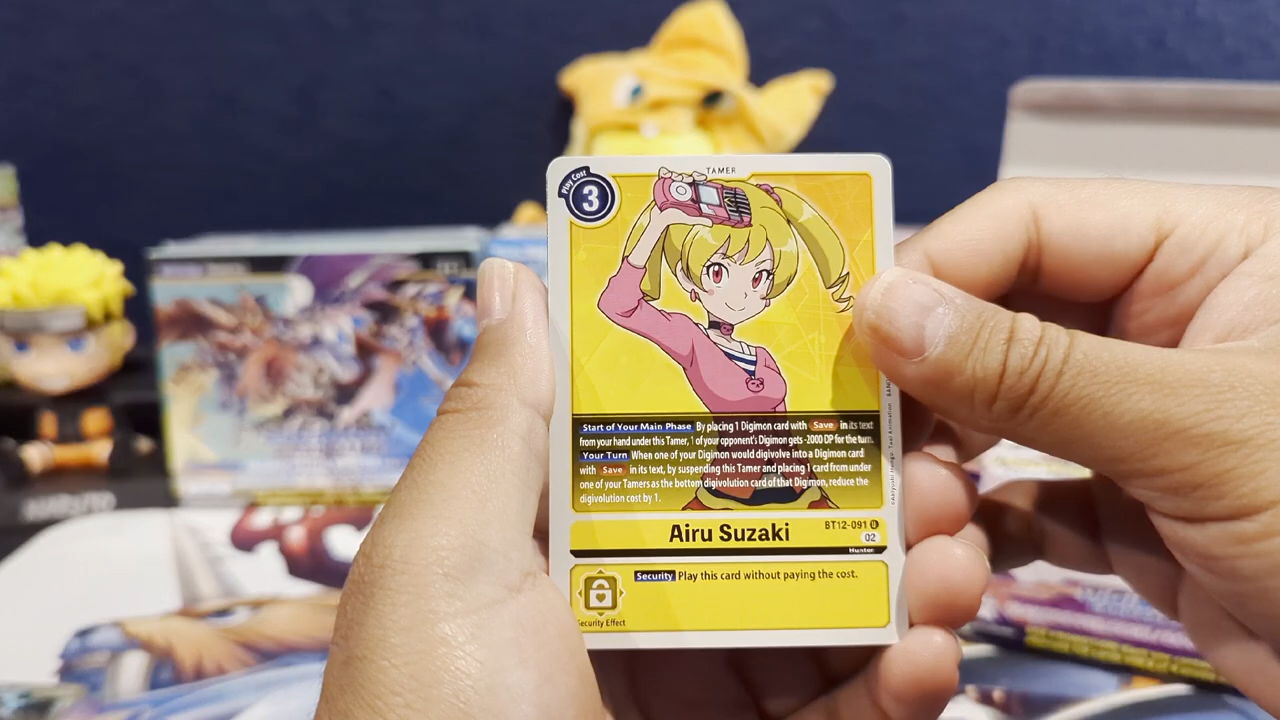 TAMER
Play Cost
3
Start of Your Main Phase By placing 1 Digimon card with Save in its text
from your hand under this Tamer, 1 of your opponent's Digimon gets -2000 DP for the turn.
Your Turn When one of your Digimon would digivolve into a Digimon card
with Save in its text, by suspending this Tamer and placing 1 card from under
one of your Tamers as the bottom digivolution card of that Digimon, reduce the
digivolution cost by 1.
Airu Suzaki
BT12-091 U
02
Hunter
Security Play this card without paying the cost.
Security Effect
NARUTO